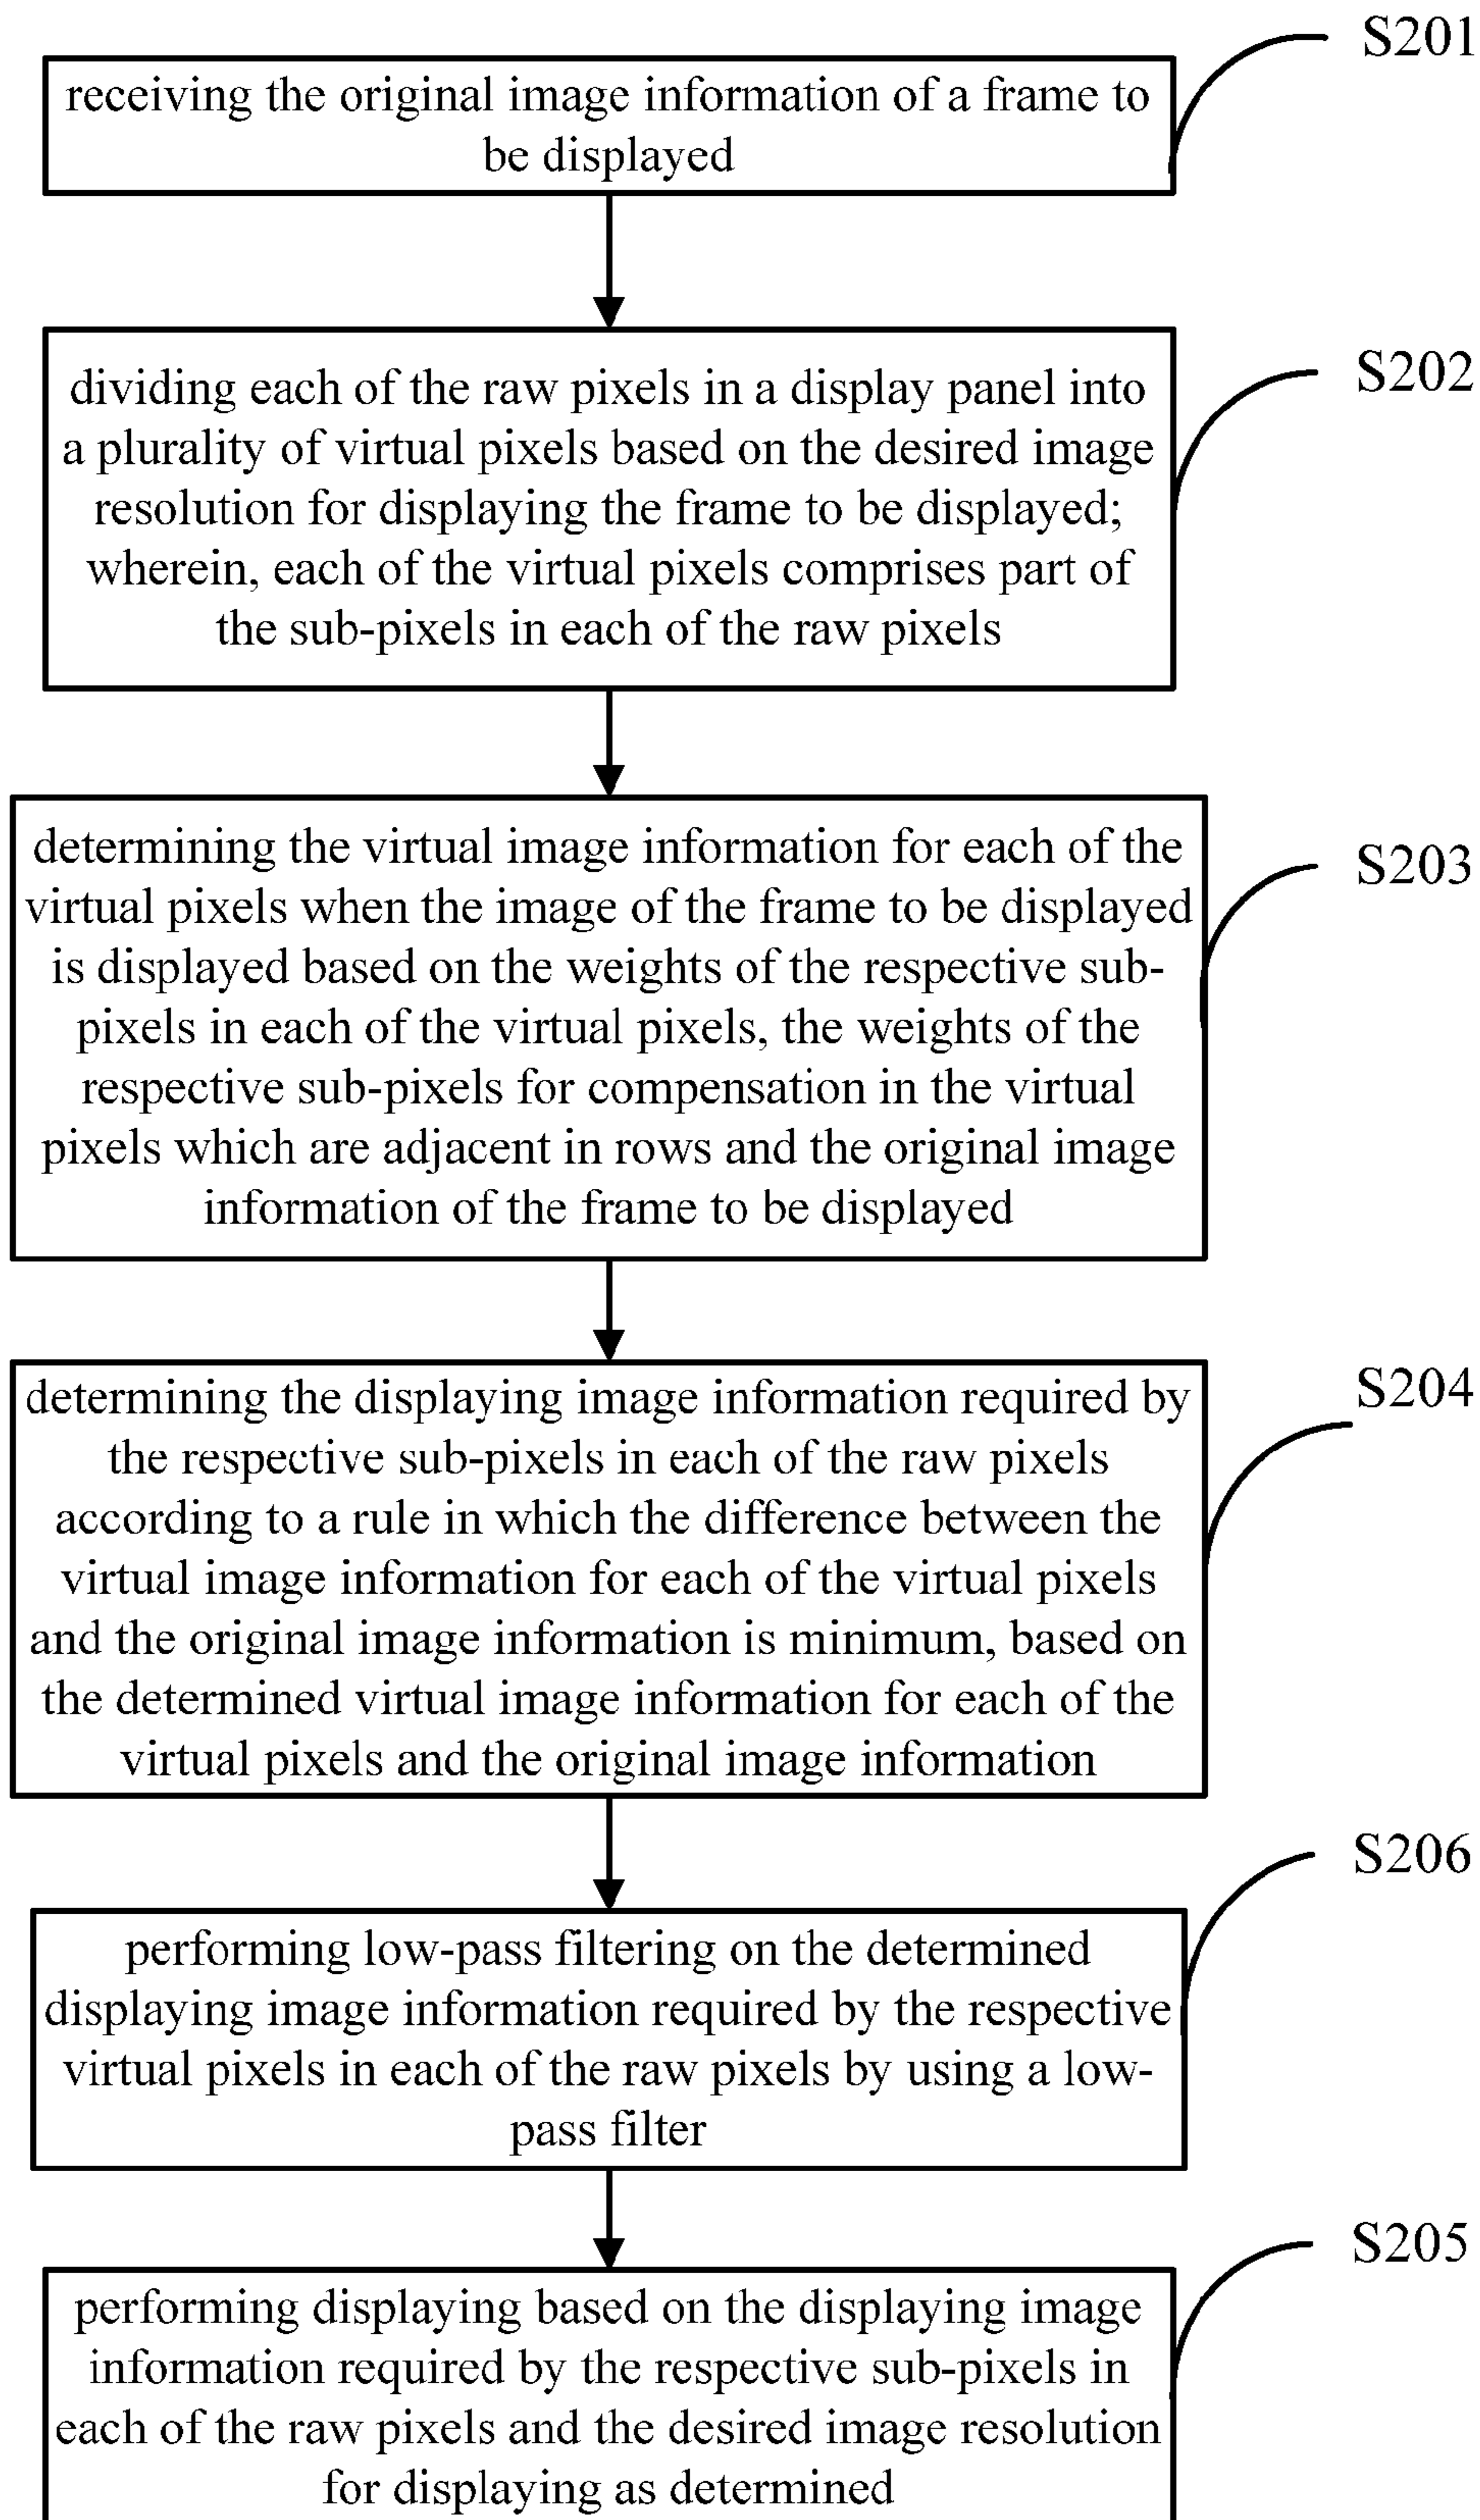 S201
receiving the original image information of a frame to
be displayed
S202
dividing each of the raw pixels in a display panel into
a plurality of virtual pixels based on the desired image
resolution for displaying the frame to be displayed;
wherein, each of the virtual pixels comprises part of
the sub-pixels in each of the raw pixels
S203
determining the virtual image information for each of the
virtual pixels when the image of the frame to be displayed
is displayed based on the weights of the respective sub-
pixels in each of the virtual pixels, the weights of the
respective sub-pixels for compensation in the virtual
pixels which are adjacent in rows and the original image
information of the frame to be displayed
S204
determining the displaying image information required by
the respective sub-pixels in each of the raw pixels
according to a rule in which the difference between the
virtual image information for each of the virtual pixels
and the original image information is minimum, based on
the determined virtual image information for each of the
virtual pixels and the original image information
S206
performing low-pass filtering on the determined
displaying image information required by the respective
virtual pixels in each of the raw pixels by using a low-
pass filter
S205
performing displaying based on the displaying image
information required by the respective sub-pixels in
each of the raw pixels and the desired image resolution
for displaying as determined